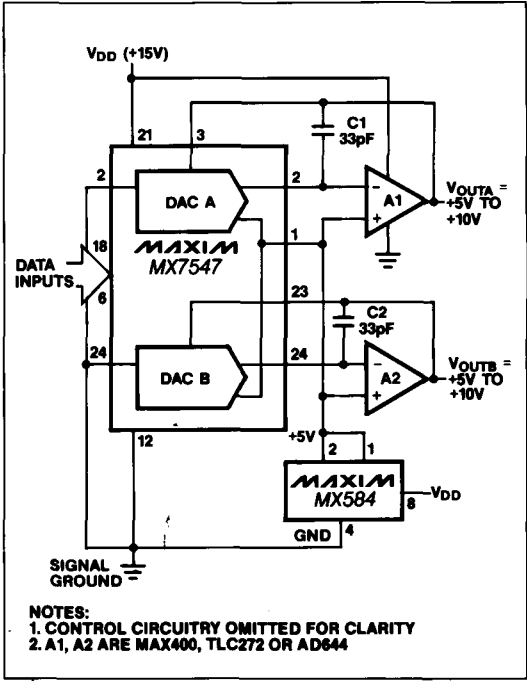 VDD (+15V)
21
3
C1
33pF
2
2
DAC A
A1
−
+
VOUTA =
+5V TO
+10V
1
MAXIM
MX7547
18
DATA
INPUTS
6
23
C2
33pF
24
24
DAC B
A2
−
+
VOUTB =
+5V TO
+10V
+5V
2
1
12
MAXIM
MX584
8
VDD
GND
4
SIGNAL
GROUND
NOTES:
1. CONTROL CIRCUITRY OMITTED FOR CLARITY
2. A1, A2 ARE MAX400, TLC272 OR AD644